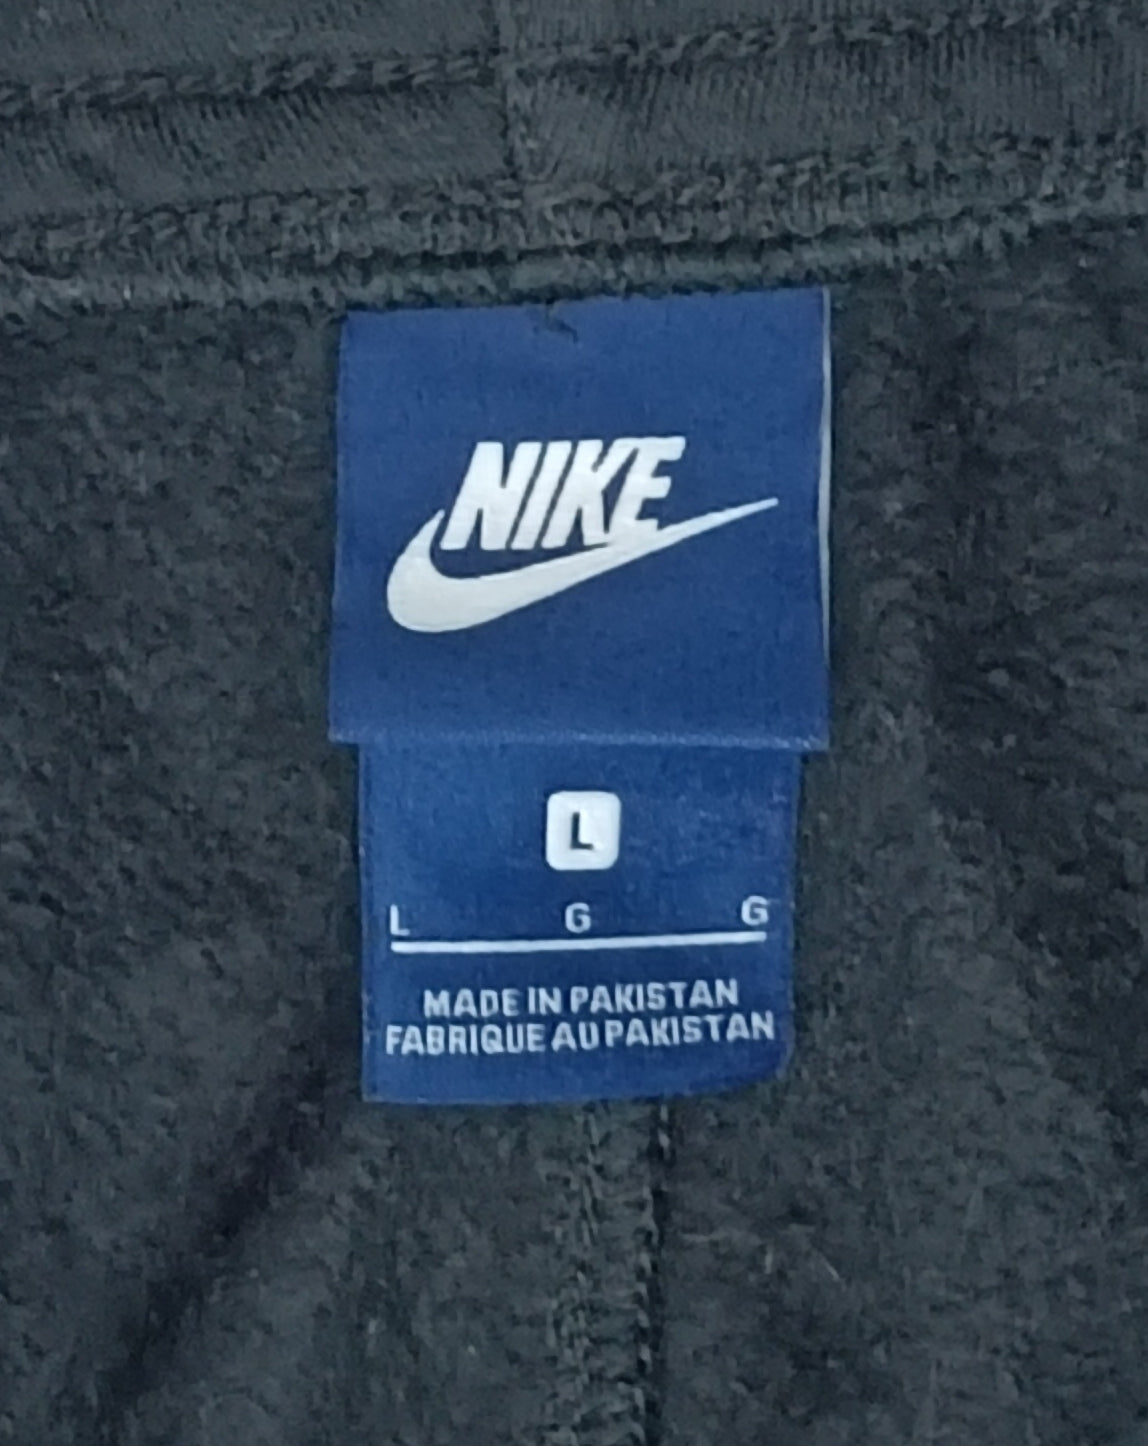 NIKE
L
L G G
MADE IN PAKISTAN
FABRIQUE AU PAKISTAN